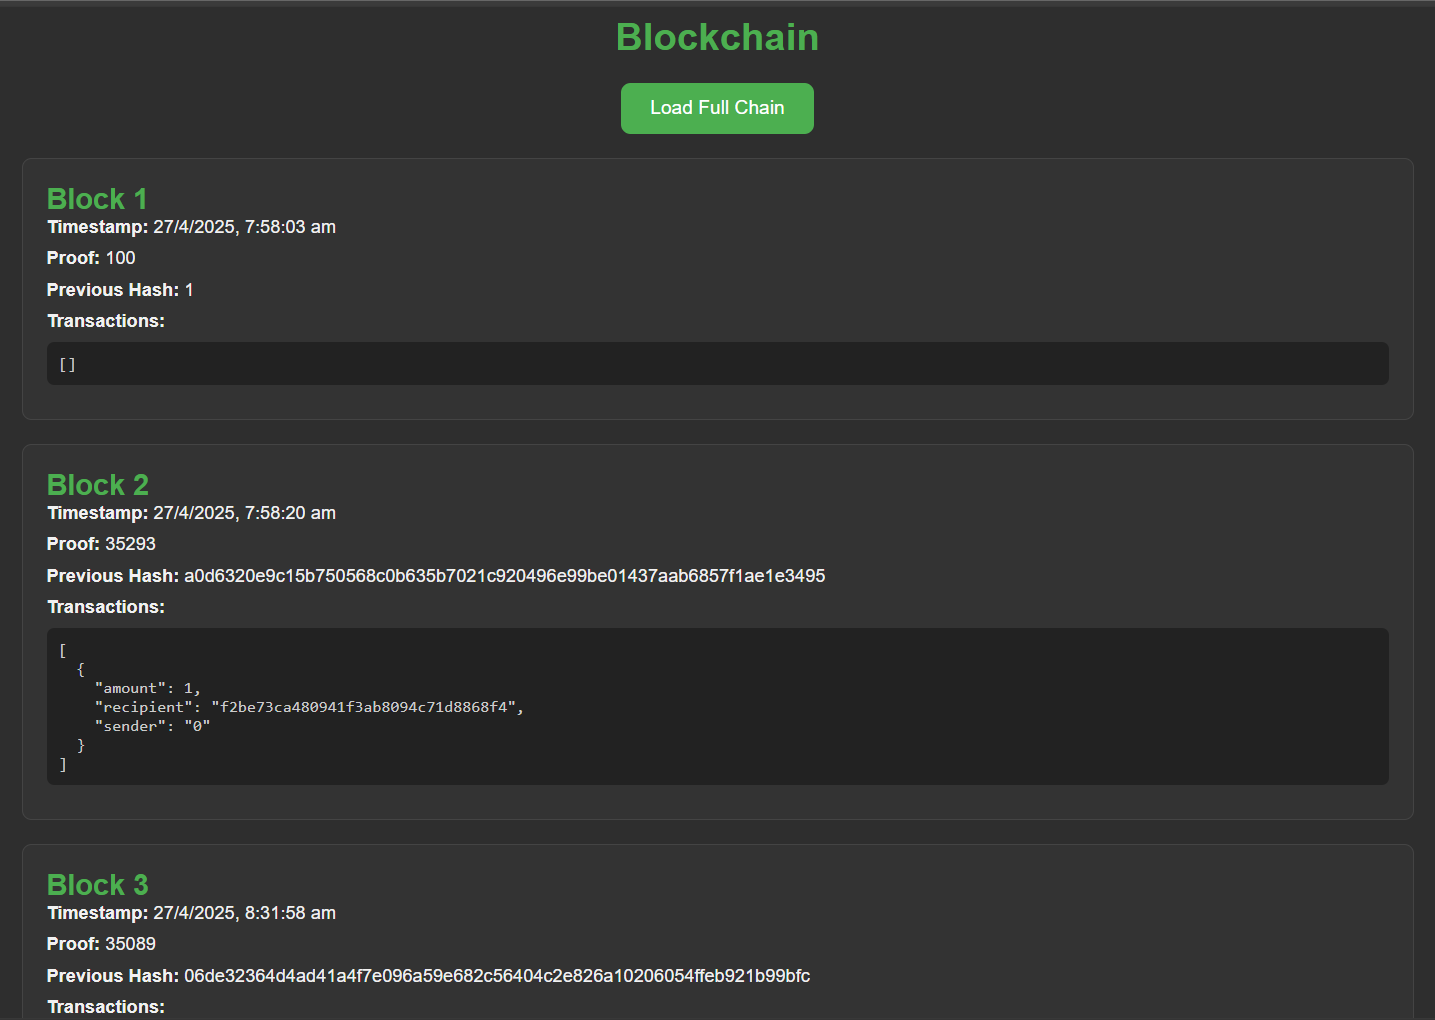 Blockchain
Load Full Chain
Block 1
Timestamp: 27/4/2025, 7:58:03 am
Proof: 100
Previous Hash: 1
Transactions:
[]
Block 2
Timestamp: 27/4/2025, 7:58:20 am
Proof: 35293
Previous Hash: a0d6320e9c15b750568c0b635b7021c920496e99be01437aab6857f1ae1e3495
Transactions:
[
  {
    "amount": 1,
    "recipient": "f2be73ca480941f3ab8094c71d8868f4",
    "sender": "0"
  }
]
Block 3
Timestamp: 27/4/2025, 8:31:58 am
Proof: 35089
Previous Hash: 06de32364d4ad41a4f7e096a59e682c56404c2e826a10206054ffeb921b99bfc
Transactions: